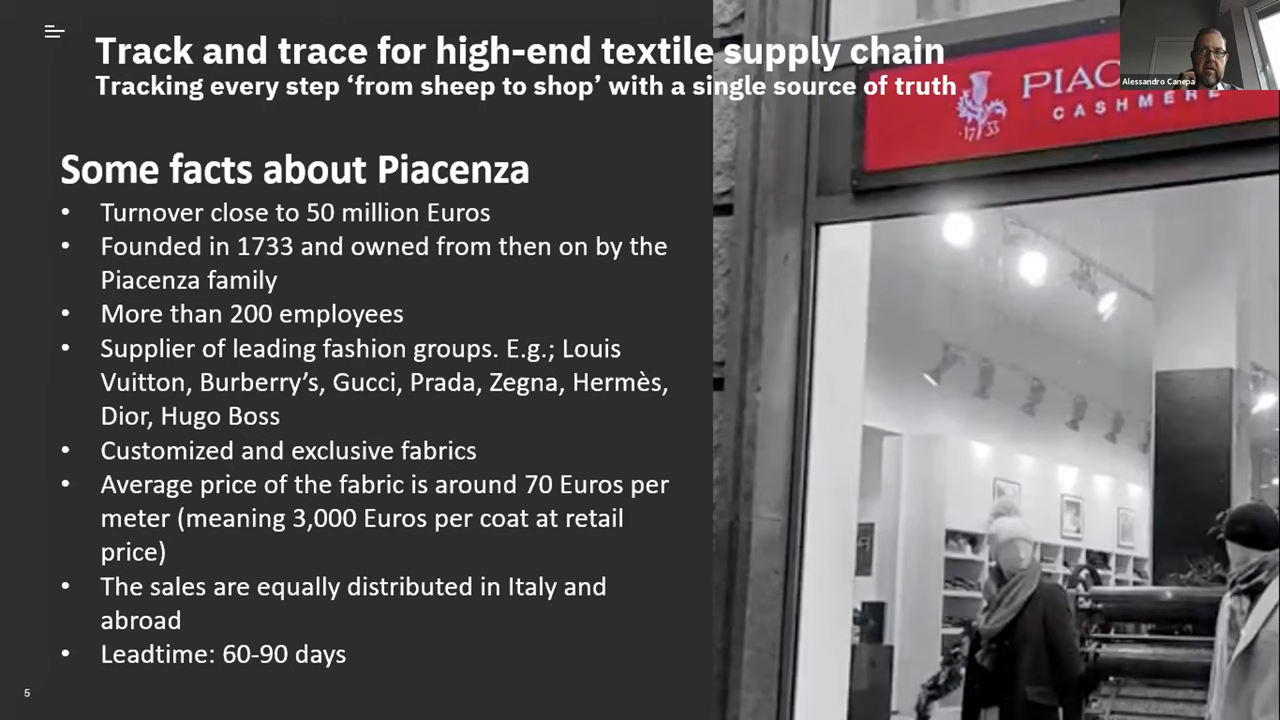 Track and trace for high-end textile supply chain
Tracking every step ‘from sheep to shop’ with a single source of truth
Alessandro Canepa
CASHMERE
1733
Some facts about Piacenza
• Turnover close to 50 million Euros
• Founded in 1733 and owned from then on by the
Piacenza family
• More than 200 employees
• Supplier of leading fashion groups. E.g.; Louis
Vuitton, Burberry’s, Gucci, Prada, Zegna, Hermès,
Dior, Hugo Boss
• Customized and exclusive fabrics
• Average price of the fabric is around 70 Euros per
meter (meaning 3,000 Euros per coat at retail
price)
• The sales are equally distributed in Italy and
abroad
• Leadtime: 60-90 days
5